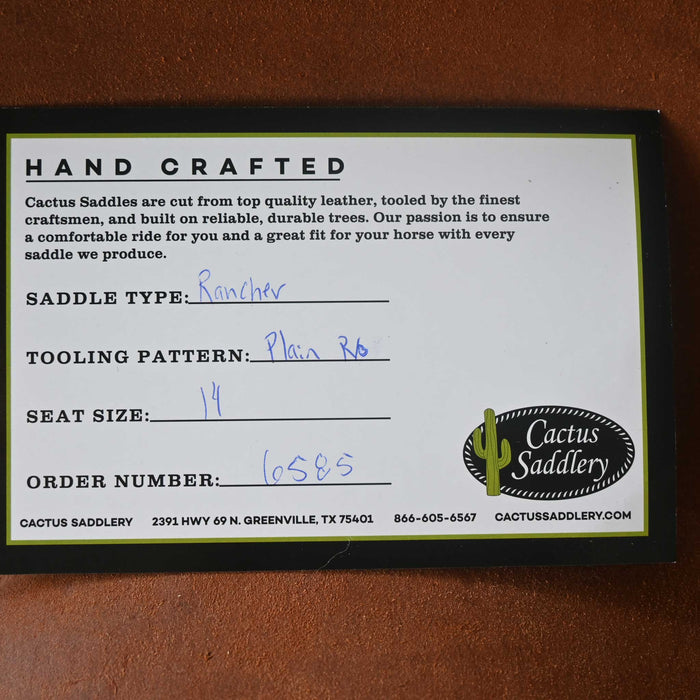 HAND CRAFTED
Cactus Saddles are cut from top quality leather, tooled by the finest
craftsmen, and built on reliable, durable trees. Our passion is to ensure
a comfortable ride for you and a great fit for your horse with every
saddle we produce.
SADDLE TYPE: Rancher
TOOLING PATTERN: Plain R/o
SEAT SIZE: 14
ORDER NUMBER: 6585
Cactus
Saddlery
CACTUS SADDLERY 2391 HWY 69 N. GREENVILLE, TX 75401 866-605-6567 CACTUSSADDLERY.COM